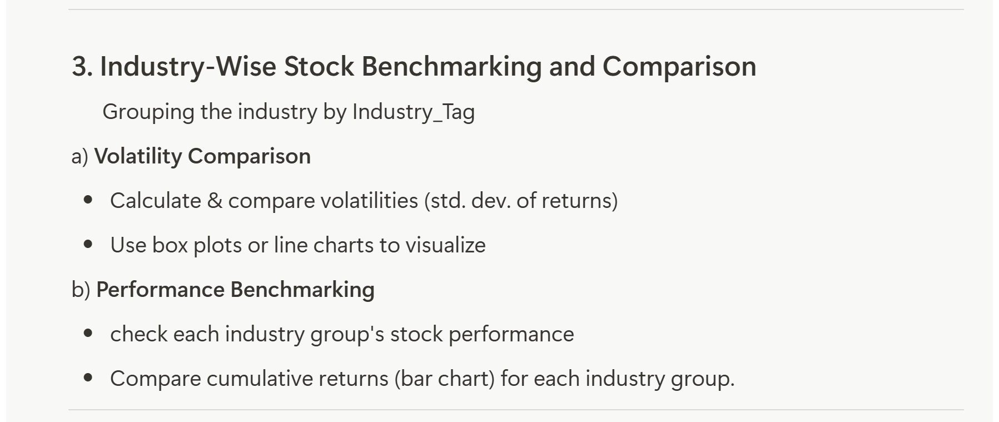 3. Industry-Wise Stock Benchmarking and Comparison
Grouping the industry by Industry_Tag
a) Volatility Comparison
• Calculate & compare volatilities (std. dev. of returns)
• Use box plots or line charts to visualize
b) Performance Benchmarking
• check each industry group's stock performance
• Compare cumulative returns (bar chart) for each industry group.